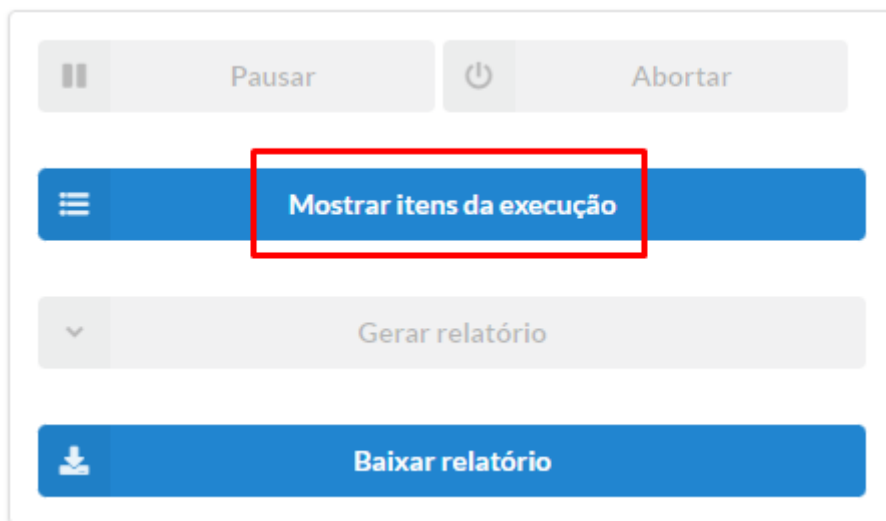 Pausar
Abortar
Mostrar itens da execução
Gerar relatório
Baixar relatório